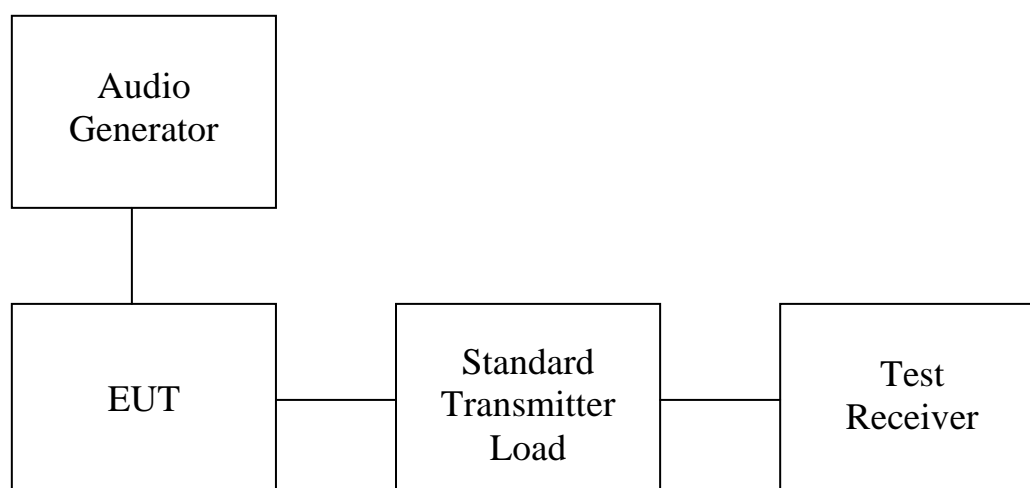 Audio
Generator
EUT
Standard
Transmitter
Load
Test
Receiver